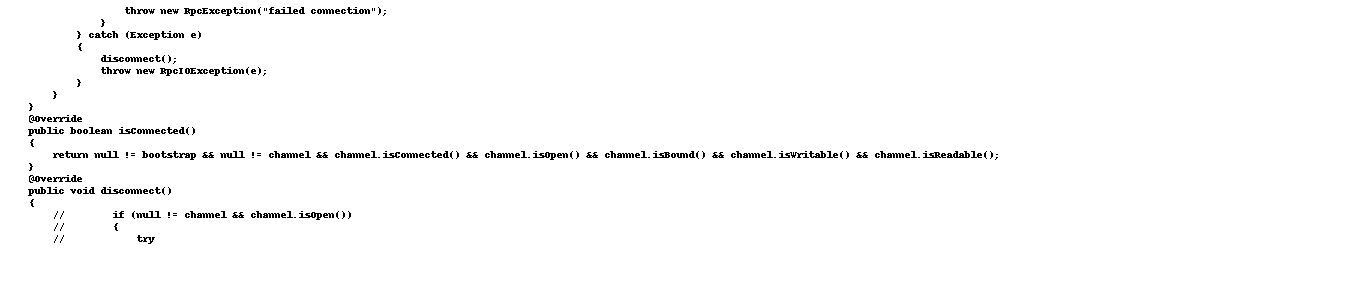 throw new RpcException("failed connection");
}
} catch (Exception e)
{
disconnect();
throw new RpcIOException(e);
}
}
}
@Override
public boolean isConnected()
{
return null != bootstrap && null != channel && channel.isConnected() && channel.isOpen() && channel.isBound() && channel.isWritable() && channel.isReadable();
}
@Override
public void disconnect()
{
// if (null != channel && channel.isOpen())
// {
// try